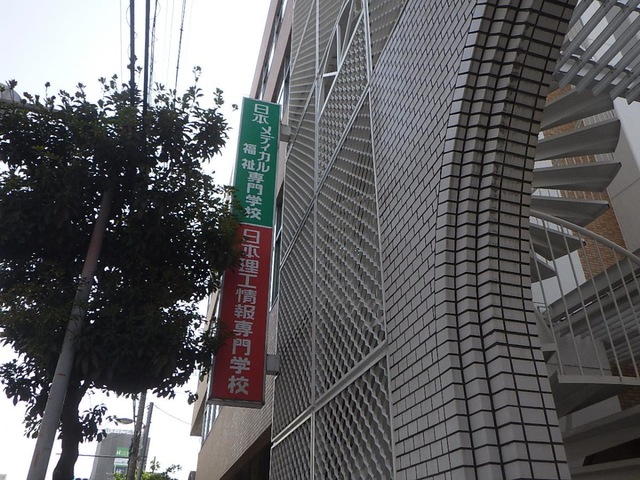 日本
メディカル
福祉
専門学校
日本理工情報専門学校